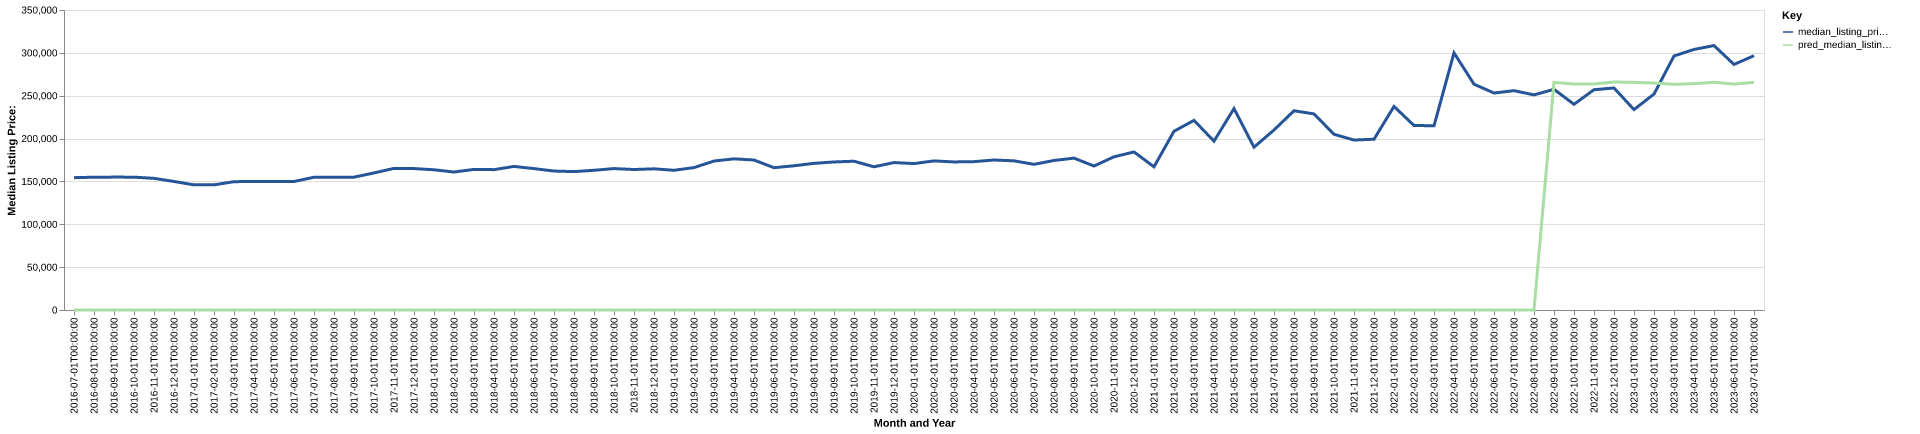 350,000
300,000
250,000
200,000
150,000
100,000
50,000
0
Median Listing Price:
2016-07-01T00:00:00
2016-08-01T00:00:00
2016-09-01T00:00:00
2016-10-01T00:00:00
2016-11-01T00:00:00
2016-12-01T00:00:00
2017-01-01T00:00:00
2017-02-01T00:00:00
2017-03-01T00:00:00
2017-04-01T00:00:00
2017-05-01T00:00:00
2017-06-01T00:00:00
2017-07-01T00:00:00
2017-08-01T00:00:00
2017-09-01T00:00:00
2017-10-01T00:00:00
2017-11-01T00:00:00
2017-12-01T00:00:00
2018-01-01T00:00:00
2018-02-01T00:00:00
2018-03-01T00:00:00
2018-04-01T00:00:00
2018-05-01T00:00:00
2018-06-01T00:00:00
2018-07-01T00:00:00
2018-08-01T00:00:00
2018-09-01T00:00:00
2018-10-01T00:00:00
2018-11-01T00:00:00
2018-12-01T00:00:00
2019-01-01T00:00:00
2019-02-01T00:00:00
2019-03-01T00:00:00
2019-04-01T00:00:00
2019-05-01T00:00:00
2019-06-01T00:00:00
2019-07-01T00:00:00
2019-08-01T00:00:00
2019-09-01T00:00:00
2019-10-01T00:00:00
2019-11-01T00:00:00
2019-12-01T00:00:00
2020-01-01T00:00:00
2020-02-01T00:00:00
2020-03-01T00:00:00
2020-04-01T00:00:00
2020-05-01T00:00:00
2020-06-01T00:00:00
2020-07-01T00:00:00
2020-08-01T00:00:00
2020-09-01T00:00:00
2020-10-01T00:00:00
2020-11-01T00:00:00
2020-12-01T00:00:00
2021-01-01T00:00:00
2021-02-01T00:00:00
2021-03-01T00:00:00
2021-04-01T00:00:00
2021-05-01T00:00:00
2021-06-01T00:00:00
2021-07-01T00:00:00
2021-08-01T00:00:00
2021-09-01T00:00:00
2021-10-01T00:00:00
2021-11-01T00:00:00
2021-12-01T00:00:00
2022-01-01T00:00:00
2022-02-01T00:00:00
2022-03-01T00:00:00
2022-04-01T00:00:00
2022-05-01T00:00:00
2022-06-01T00:00:00
2022-07-01T00:00:00
2022-08-01T00:00:00
2022-09-01T00:00:00
2022-10-01T00:00:00
2022-11-01T00:00:00
2022-12-01T00:00:00
2023-01-01T00:00:00
2023-02-01T00:00:00
2023-03-01T00:00:00
2023-04-01T00:00:00
2023-05-01T00:00:00
2023-06-01T00:00:00
2023-07-01T00:00:00
Month and Year
Key
median_listing_pri…
pred_median_listin…